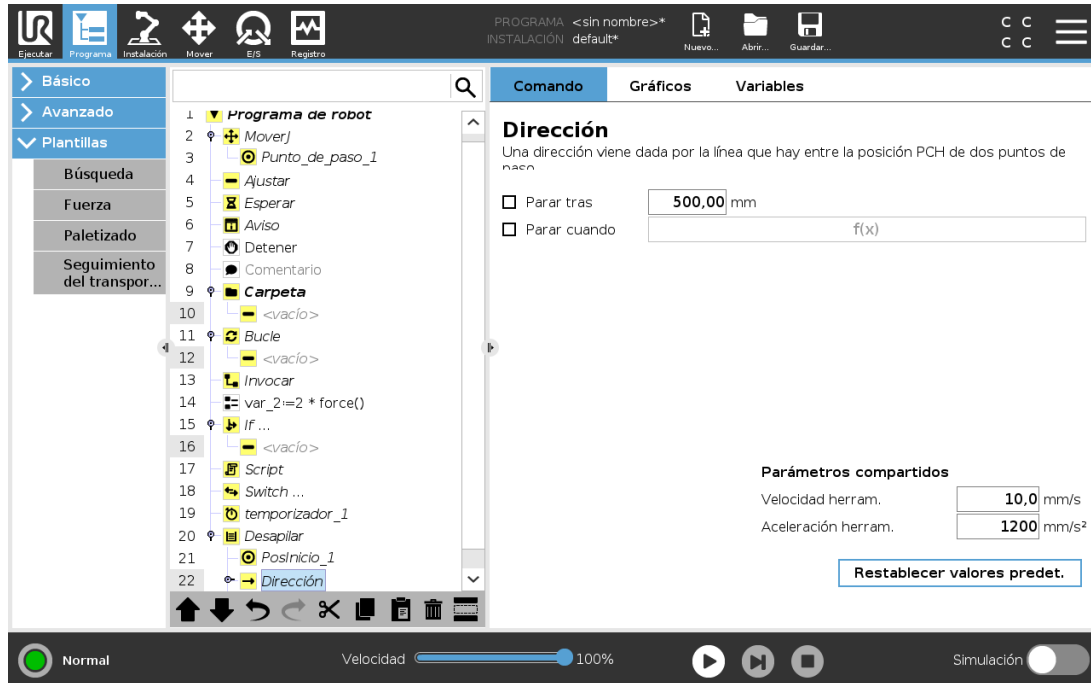 PROGRAMA <sin nombre>*
INSTALACIÓN default*
C C
C C
Ejecutar
Programa
Instalación
Mover
E/S
Registro
Nuevo...
Abrir...
Guardar...
Básico
Avanzado
Plantillas
Búsqueda
Fuerza
Paletizado
Seguimiento
del transpor...
1 Programa de robot
2 MoverJ
3 Punto_de_paso_1
4 Ajustar
5 Esperar
6 Aviso
7 Detener
8 Comentario
9 Carpeta
10 <vacío>
11 Bucle
12 <vacío>
13 Invocar
14 var_2:=2 * force()
15 If ...
16 <vacío>
17 Script
18 Switch ...
19 temporizador_1
20 Desapilar
21 PosInicio_1
22 Dirección
Comando Gráficos Variables
Dirección
Una dirección viene dada por la línea que hay entre la posición PCH de dos puntos de
paso
Parar tras 500,00 mm
Parar cuando f(x)
Parámetros compartidos
Velocidad herram. 10,0 mm/s
Aceleración herram. 1200 mm/s²
Restablecer valores predet.
Normal
Velocidad 100%
Simulación